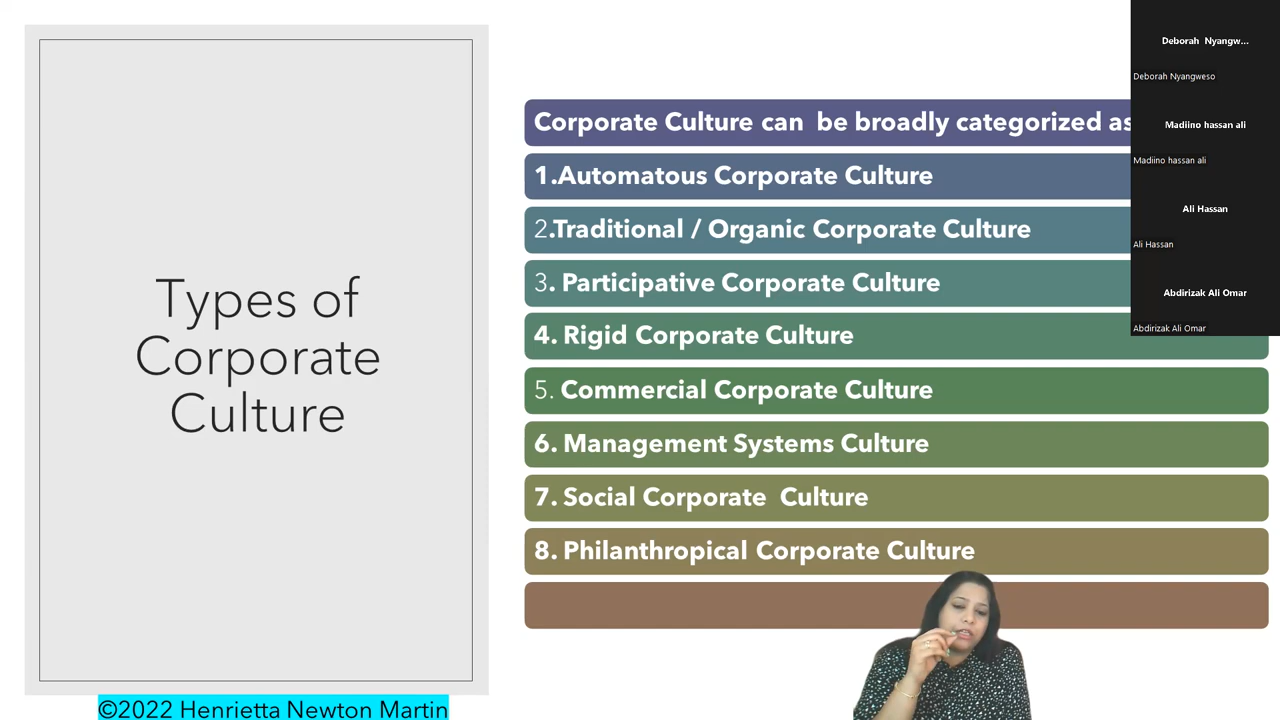 Types of
Corporate
Culture
Corporate Culture can be broadly categorized as
1.Automatous Corporate Culture
2.Traditional / Organic Corporate Culture
3. Participative Corporate Culture
4. Rigid Corporate Culture
5. Commercial Corporate Culture
6. Management Systems Culture
7. Social Corporate Culture
8. Philanthropical Corporate Culture
©2022 Henrietta Newton Martin
Deborah Nyangw...
Deborah Nyangweso
Madiino hassan ali
Madiino hassan ali
Ali Hassan
Ali Hassan
Abdirizak Ali Omar
Abdirizak Ali Omar